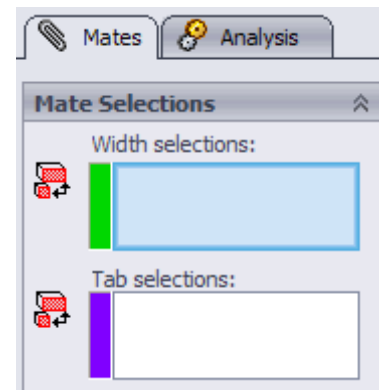 Mates Analysis
Mate Selections
Width selections:
Tab selections: